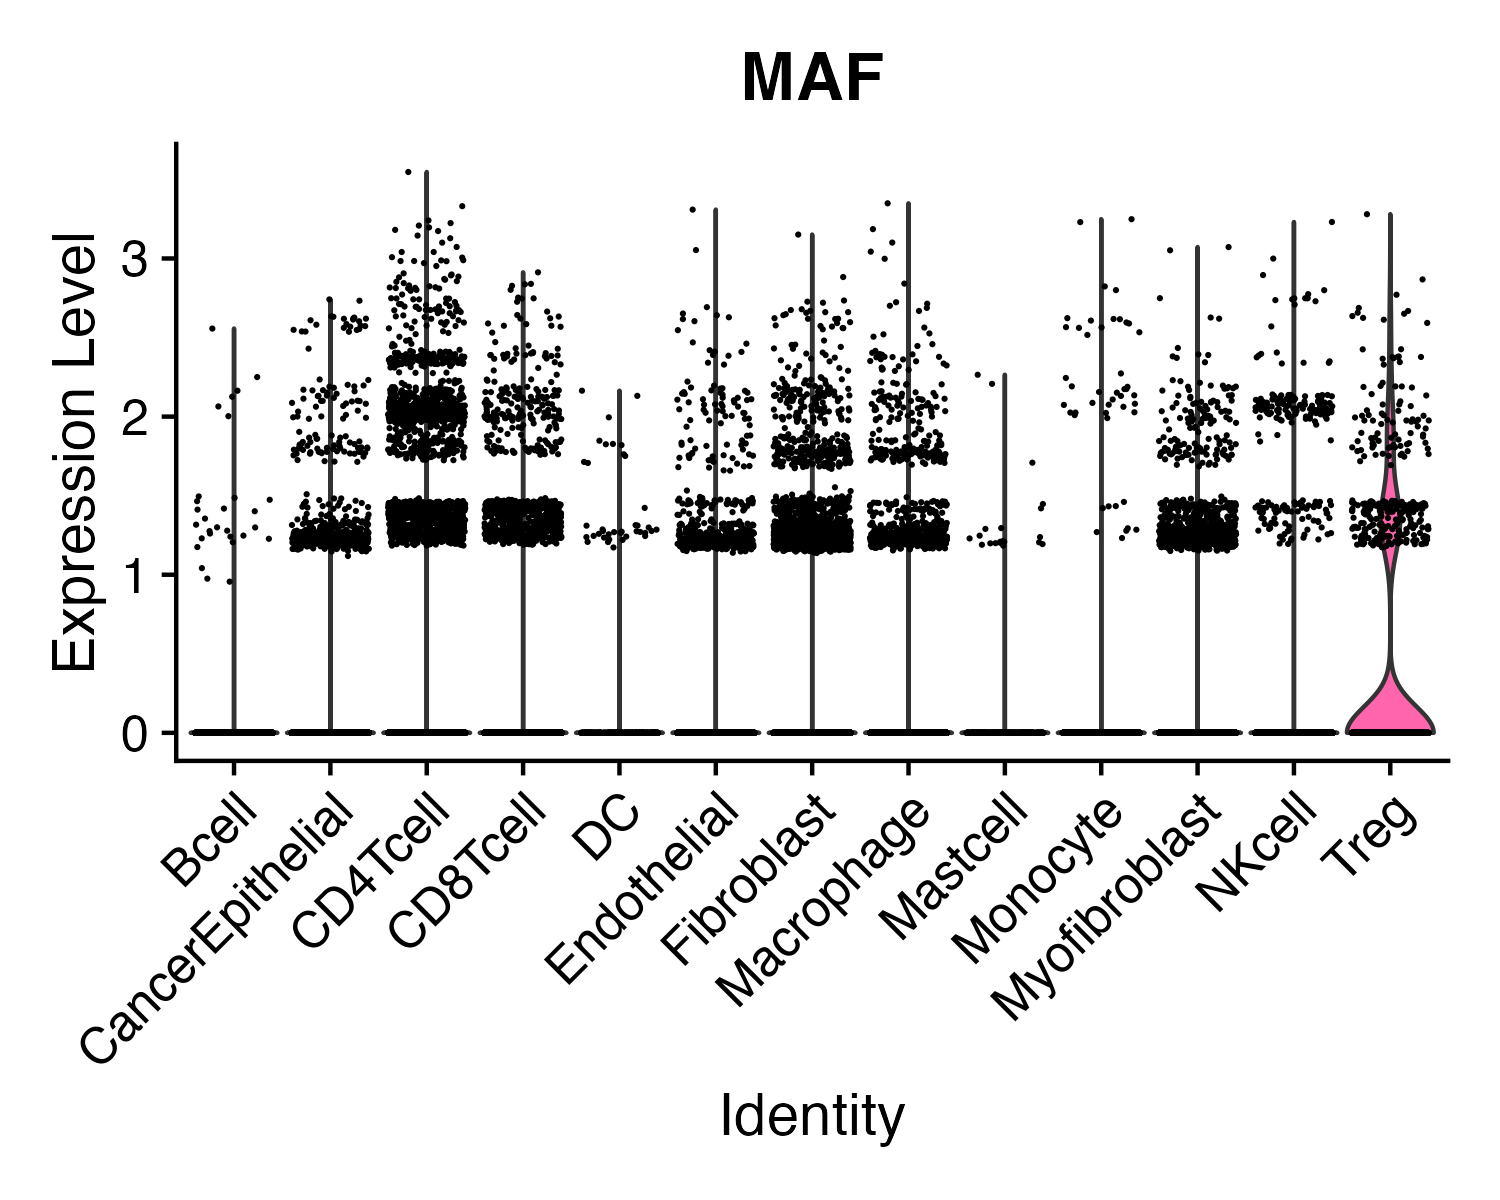 MAF
Expression Level
3
2
1
0
Bcell
CancerEpithelial
CD4Tcell
CD8Tcell
DC
Endothelial
Fibroblast
Macrophage
Mastcell
Monocyte
Myofibroblast
NKcell
Treg
Identity